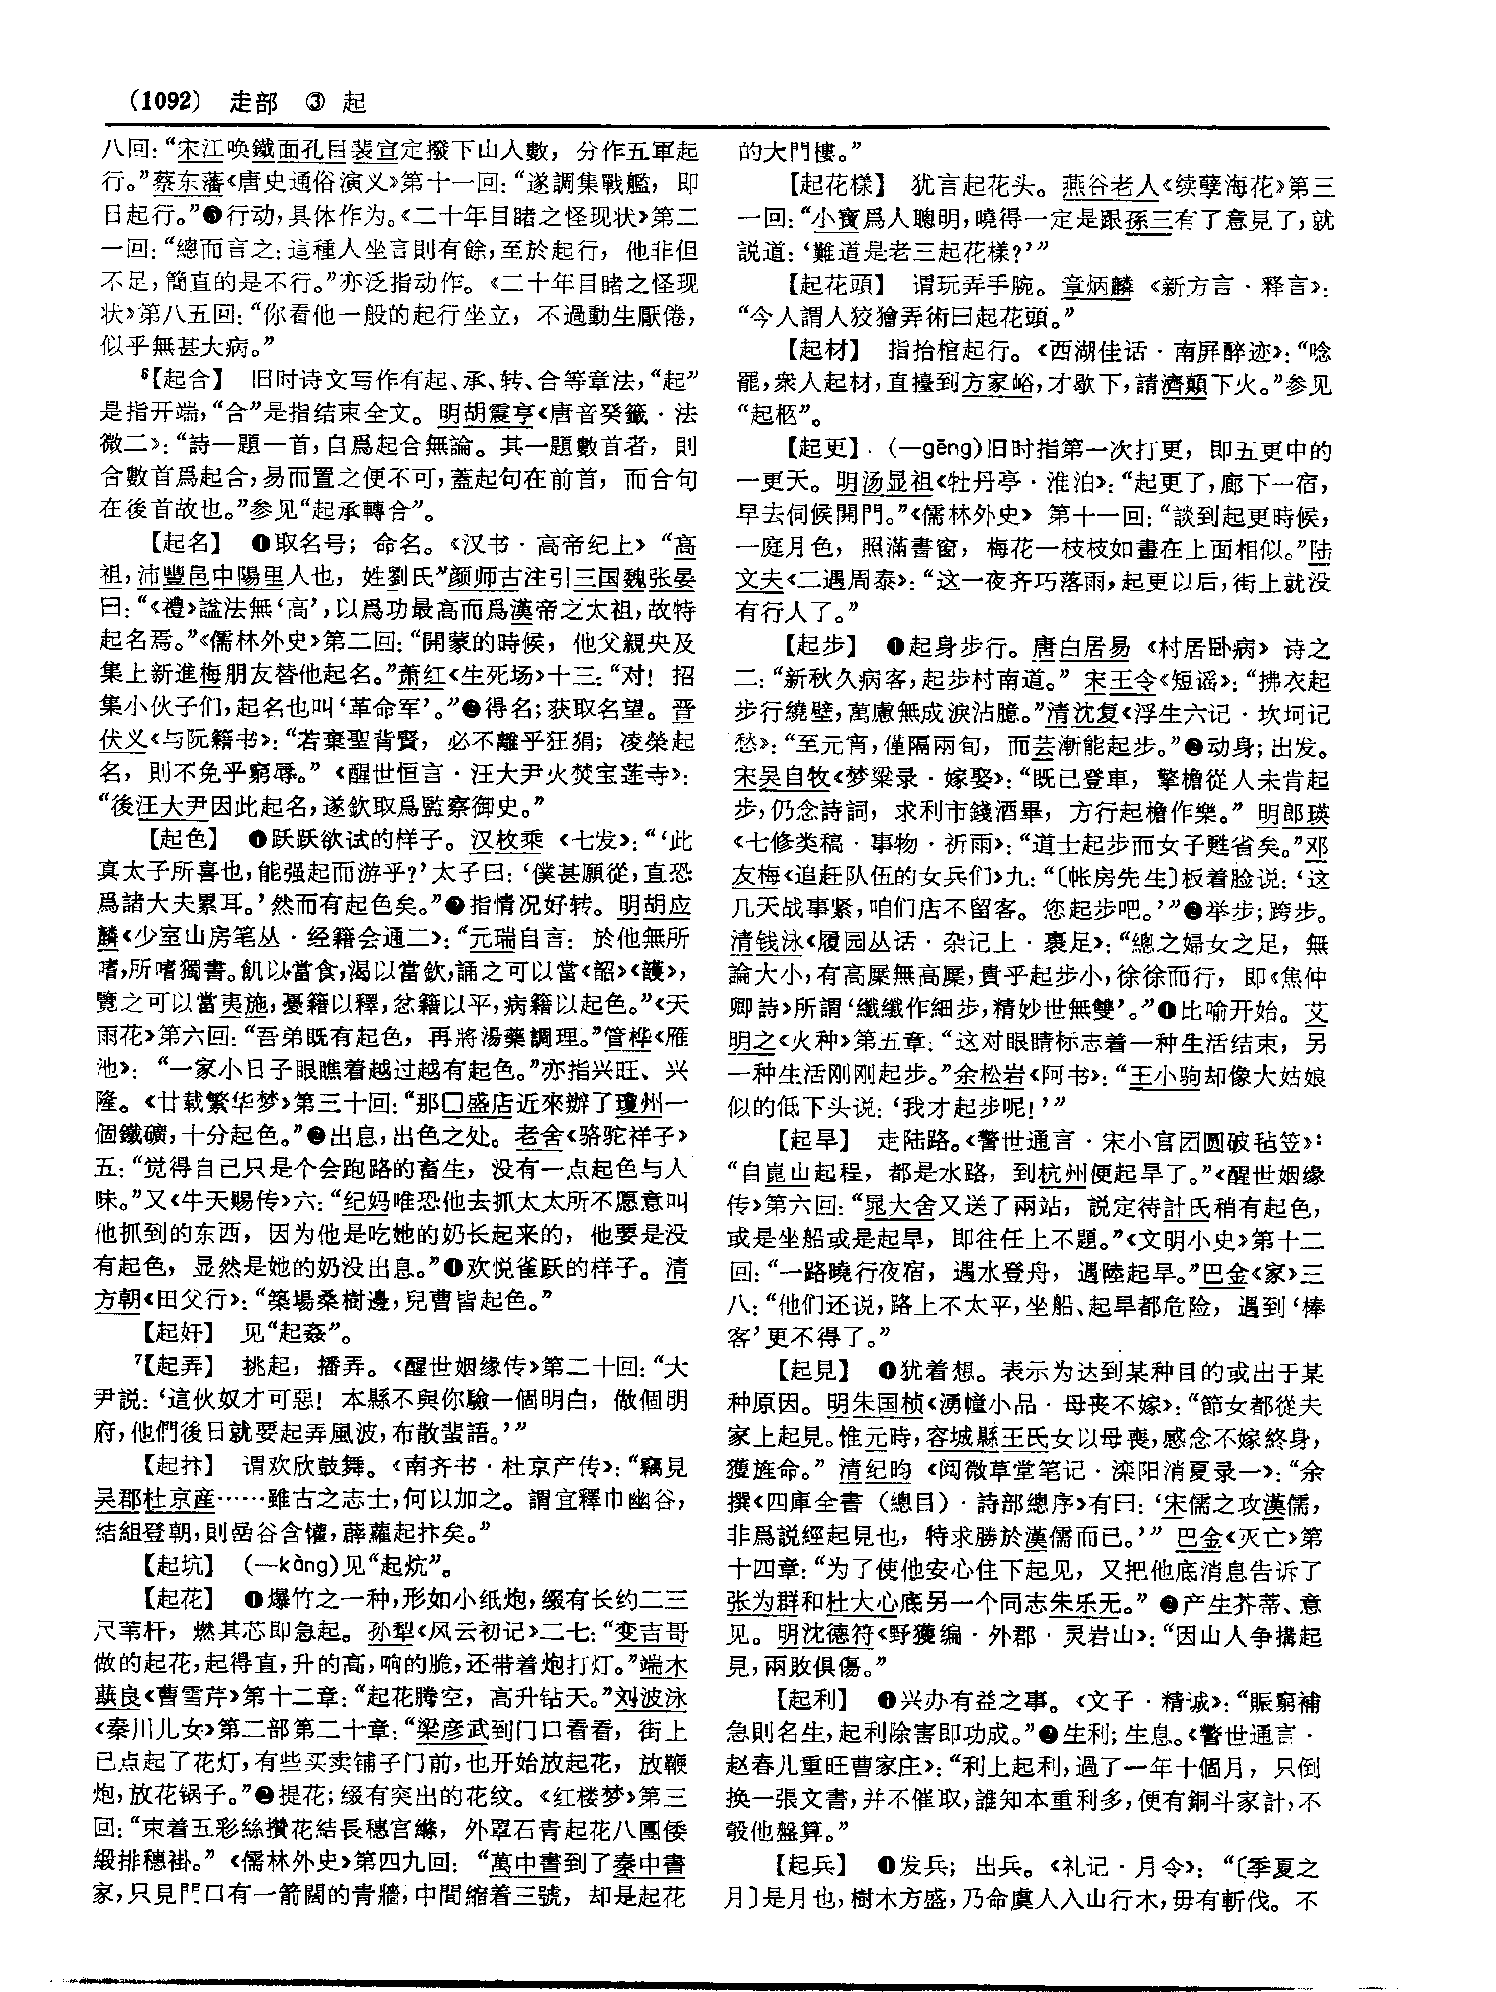 (1092) 走部 ③ 起
八回：“宋江唤鐵面孔目裴宣定撥下山人數，分作五軍起
行。”蔡东藩《唐史通俗演义》第十一回：“遂調集戰艦，即
日起行。”❸行动，具体作为。《二十年目睹之怪现状》第二
一回：“總而言之：這種人坐言則有餘，至於起行，他非但
不足，簡直的是不行。”亦泛指动作。《二十年目睹之怪现
状》第八五回：“你看他一般的起行坐立，不過動生厭倦，
似乎無甚大病。”
6【起合】 旧时诗文写作有起、承、转、合等章法，“起”
是指开端，“合”是指结束全文。明胡震亨《唐音癸籤·法
微二》：“詩一題一首，自爲起合無論。其一題數首者，則
合數首爲起合，易而置之便不可，蓋起句在前首，而合句
在後首故也。”参见“起承轉合”。
【起名】 ❶取名号；命名。《汉书·高帝纪上》“高
祖，沛豐邑中陽里人也，姓劉氏”颜师古注引三国魏张晏
曰：“《禮》謚法無‘高’，以爲功最高而爲漢帝之太祖，故特
起名焉。”《儒林外史》第二回：“開蒙的時候，他父親央及
集上新進梅朋友替他起名。”萧红《生死场》十三：“对！招
集小伙子们，起名也叫‘革命军’。”❷得名；获取名望。晋
伏义《与阮籍书》：“若棄聖背賢，必不離乎狂狷；凌榮起
名，則不免乎窮辱。”《醒世恒言·汪大尹火焚宝莲寺》：
“後汪大尹因此起名，遂欽取爲監察御史。”
【起色】 ❶跃跃欲试的样子。汉枚乘《七发》：“‘此
真太子所喜也，能强起而游乎？’太子曰：‘僕甚願從，直恐
爲諸大夫累耳。’然而有起色矣。”❷指情况好转。明胡应
麟《少室山房笔丛·经籍会通二》：“元瑞自言：於他無所
嗜，所嗜獨書。飢以當食，渴以當飲，誦之可以當《韶》《護》，
覽之可以當夷施，憂籍以釋，忿籍以平，病籍以起色。”《天
雨花》第六回：“吾弟既有起色，再將湯藥調理。”管桦《雁
池》：“一家小日子眼瞧着越过越有起色。”亦指兴旺、兴
隆。《廿载繁华梦》第三十回：“那囗盛店近來辦了瓊州一
個鐵礦，十分起色。”❸出息，出色之处。老舍《骆驼祥子》
五：“觉得自己只是个会跑路的畜生，没有一点起色与人
味。”又《牛天赐传》六：“纪妈唯恐他去抓太太所不愿意叫
他抓到的东西，因为他是吃她的奶长起来的，他要是没
有起色，显然是她的奶没出息。”❹欢悦雀跃的样子。清
方朝《田父行》：“築場桑樹邊，兒曹皆起色。”
【起奸】 见“起姦”。
7【起弄】 挑起，播弄。《醒世姻缘传》第二十回：“大
尹説：‘這伙奴才可惡！本縣不與你驗一個明白，做個明
府，他們後日就要起弄風波，布散蜚語。’”
【起抃】 谓欢欣鼓舞。《南齐书·杜京产传》：“竊見
吴郡杜京産……雖古之志士，何以加之。謂宜釋巾幽谷，
結組登朝，則岳谷含懽，薜蘿起抃矣。”
【起坑】 (—kàng)见“起炕”。
【起花】 ❶爆竹之一种，形如小纸炮，缀有长约二三
尺苇杆，燃其芯即急起。孙犁《风云初记》二七：“变吉哥
做的起花，起得直，升的高，响的脆，还带着炮打灯。”端木
蕻良《曹雪芹》第十二章：“起花腾空，高升钻天。”刘波泳
《秦川儿女》第二部第二十章：“梁彦武到门口看看，街上
已点起了花灯，有些买卖铺子门前，也开始放起花，放鞭
炮，放花锅子。”❷提花；缀有突出的花纹。《红楼梦》第三
回：“束着五彩絲攢花結長穗宫縧，外罩石青起花八團倭
緞排穗褂。”《儒林外史》第四九回：“萬中書到了秦中書
家，只見門口有一箭闊的青牆，中間縮着三號，却是起花
的大門樓。”
【起花樣】 犹言起花头。燕谷老人《续孽海花》第三
一回：“小寶爲人聰明，曉得一定是跟孫三有了意見了，就
説道：‘難道是老三起花樣？’”
【起花頭】 谓玩弄手腕。章炳麟《新方言·释言》：
“今人謂人狡獪弄術曰起花頭。”
【起材】 指抬棺起行。《西湖佳话·南屏醉迹》：“唸
罷，衆人起材，直擡到方家峪，才歇下，請濟顛下火。”参见
“起柩”。
【起更】 (—gēng)旧时指第一次打更，即五更中的
一更天。明汤显祖《牡丹亭·淮泊》：“起更了，廊下一宿，
早去伺候開門。”《儒林外史》第十一回：“談到起更時候，
一庭月色，照滿書窗，梅花一枝枝如畫在上面相似。”陆
文夫《二遇周泰》：“这一夜齐巧落雨，起更以后，街上就没
有行人了。”
【起步】 ❶起身步行。唐白居易《村居卧病》诗之
二：“新秋久病客，起步村南道。”宋王令《短谣》：“拂衣起
步行繞壁，萬慮無成淚沾臆。”清沈复《浮生六记·坎坷记
愁》：“至元宵，僅隔兩旬，而芸漸能起步。”❷动身；出发。
宋吴自牧《梦粱录·嫁娶》：“既已登車，擎檐從人未肯起
步，仍念詩詞，求利市錢酒畢，方行起檐作樂。”明郎瑛
《七修类稿·事物·祈雨》：“道士起步而女子甦省矣。”邓
友梅《追赶队伍的女兵们》九：“〔帐房先生〕板着脸说：‘这
几天战事紧，咱们店不留客。您起步吧。’”❸举步；跨步。
清钱泳《履园丛话·杂记上·裹足》：“總之婦女之足，無
論大小，有高屧無高屧，貴乎起步小，徐徐而行，即《焦仲
卿詩》所謂‘纖纖作細步，精妙世無雙’。”❹比喻开始。艾
明之《火种》第五章：“这对眼睛标志着一种生活结束，另
一种生活刚刚起步。”余松岩《阿书》：“王小驹却像大姑娘
似的低下头说：‘我才起步呢！’”
【起旱】 走陆路。《警世通言·宋小官团圆破毡笠》：
“自崑山起程，都是水路，到杭州便起旱了。”《醒世姻缘
传》第六回：“晁大舍又送了兩站，説定待計氏稍有起色，
或是坐船或是起旱，即往任上不題。”《文明小史》第十二
回：“一路曉行夜宿，遇水登舟，遇陸起旱。”巴金《家》三
八：“他们还说，路上不太平，坐船、起旱都危险，遇到‘棒
客’更不得了。”
【起見】 ❶犹着想。表示为达到某种目的或出于某
种原因。明朱国桢《湧幢小品·母丧不嫁》：“節女都從夫
家上起見。惟元時，容城縣王氏女以母喪，感念不嫁終身，
獲旌命。”清纪昀《阅微草堂笔记·滦阳消夏录一》：“余
撰《四庫全書（總目）·詩部總序》有曰：‘宋儒之攻漢儒，
非爲説經起見也，特求勝於漢儒而已。’”巴金《灭亡》第
十四章：“为了使他安心住下起见，又把他底消息告诉了
张为群和杜大心底另一个同志朱乐无。”❷产生芥蒂、意
见。明沈德符《野獲编·外郡·灵岩山》：“因山人争搆起
見，兩敗俱傷。”
【起利】 ❶兴办有益之事。《文子·精诚》：“賑窮補
急則名生，起利除害即功成。”❷生利；生息。《警世通言·
赵春儿重旺曹家庄》：“利上起利，過了一年十個月，只倒
换一張文書，并不催取，誰知本重利多，便有銅斗家計，不
彀他盤算。”
【起兵】 ❶发兵；出兵。《礼记·月令》：“〔季夏之
月〕是月也，樹木方盛，乃命虞人入山行木，毋有斬伐。不